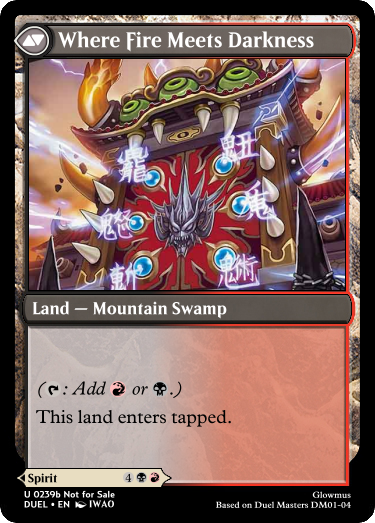 Where Fire Meets Darkness
Land — Mountain Swamp
(: Add or .)
This land enters tapped.
Spirit 4
U 0239b Not for Sale
DUEL • EN IWAO
Glowmus
Based on Duel Masters DM01-04